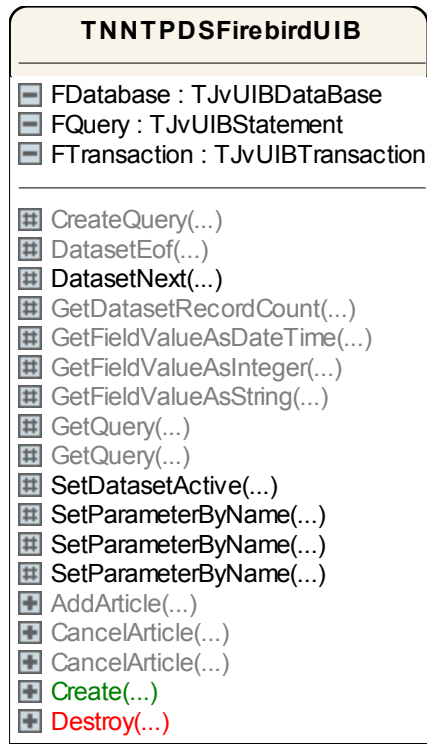 TNNTPDSFirebirdUIB
FDatabase : TJvUIBDataBase
FQuery : TJvUIBStatement
FTransaction : TJvUIBTransaction
CreateQuery(...)
DatasetEof(...)
DatasetNext(...)
GetDatasetRecordCount(...)
GetFieldValueAsDateTime(...)
GetFieldValueAsInteger(...)
GetFieldValueAsString(...)
GetQuery(...)
GetQuery(...)
SetDatasetActive(...)
SetParameterByName(...)
SetParameterByName(...)
SetParameterByName(...)
AddArticle(...)
CancelArticle(...)
CancelArticle(...)
Create(...)
Destroy(...)